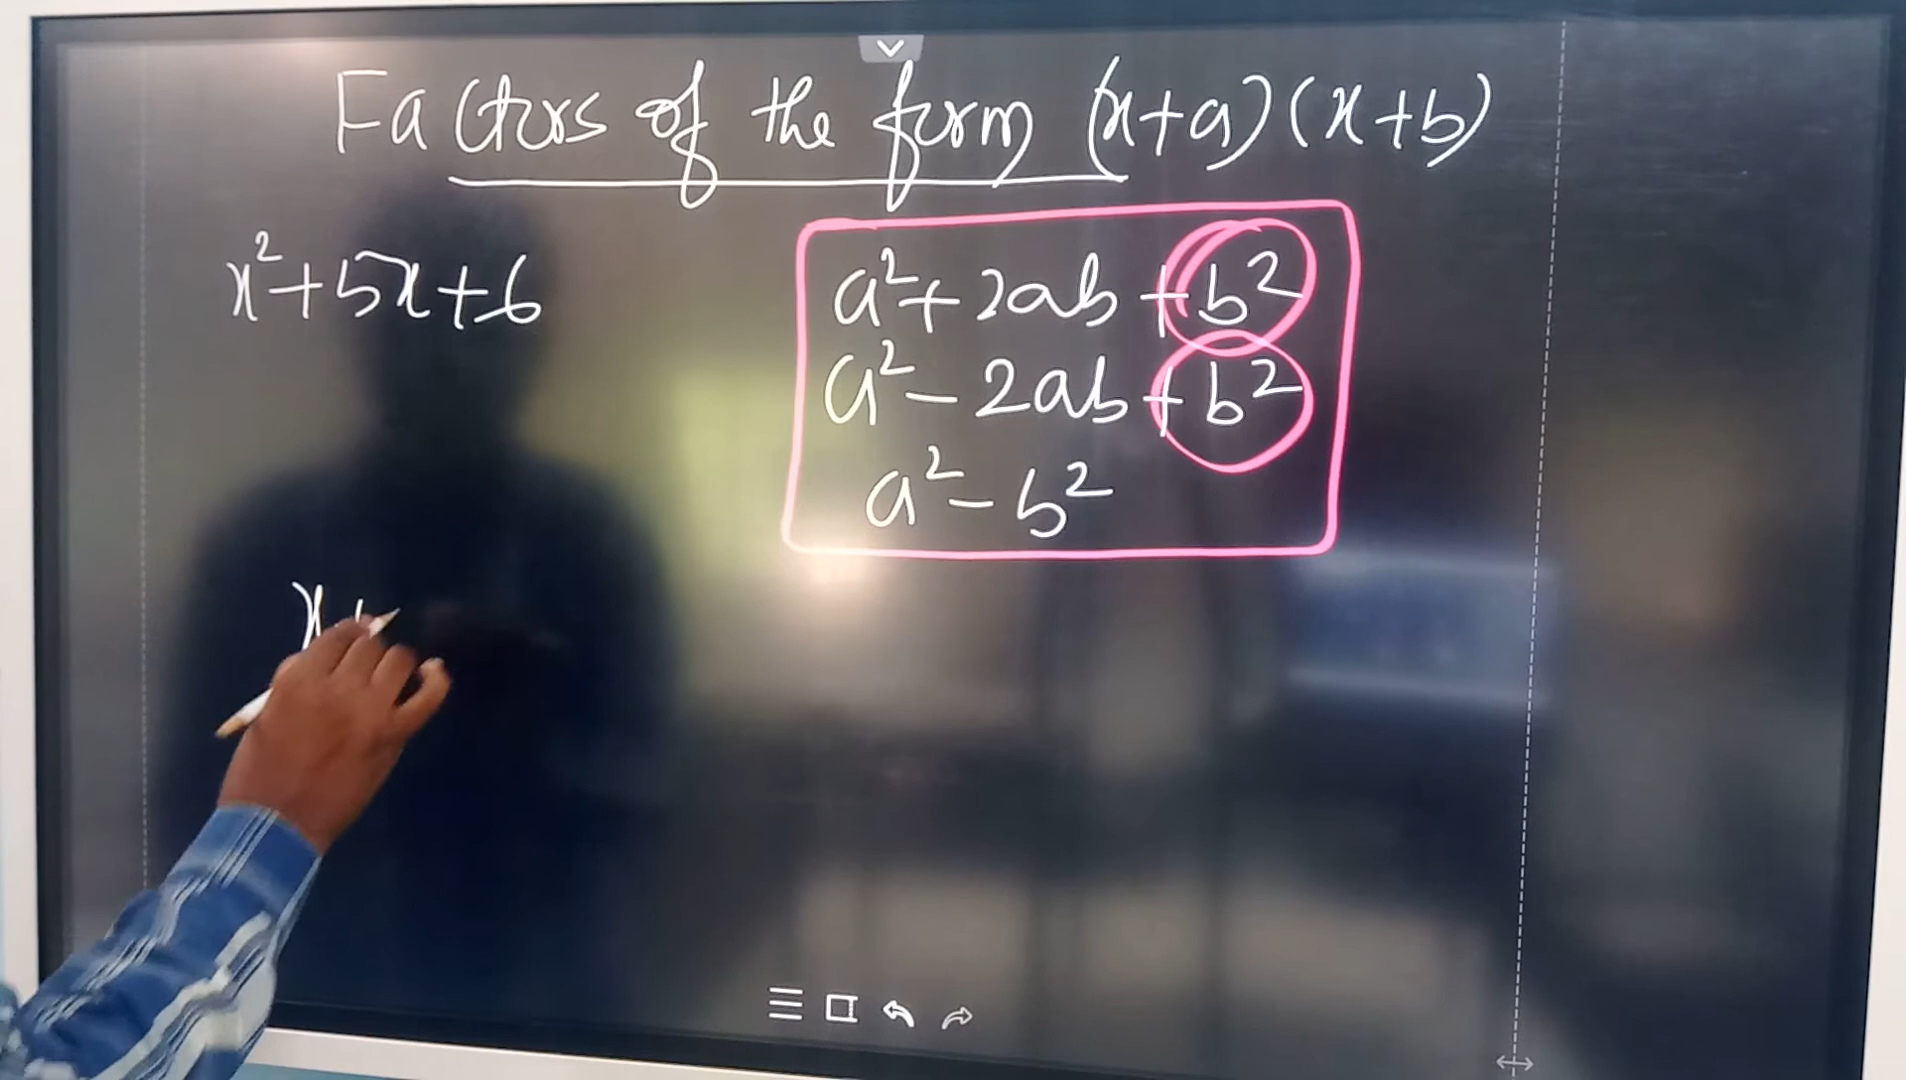 Factors of the form (x+a)(x+b)
x²+5x+6
a²+2ab+b²
a²-2ab+b²
a²-b²
x